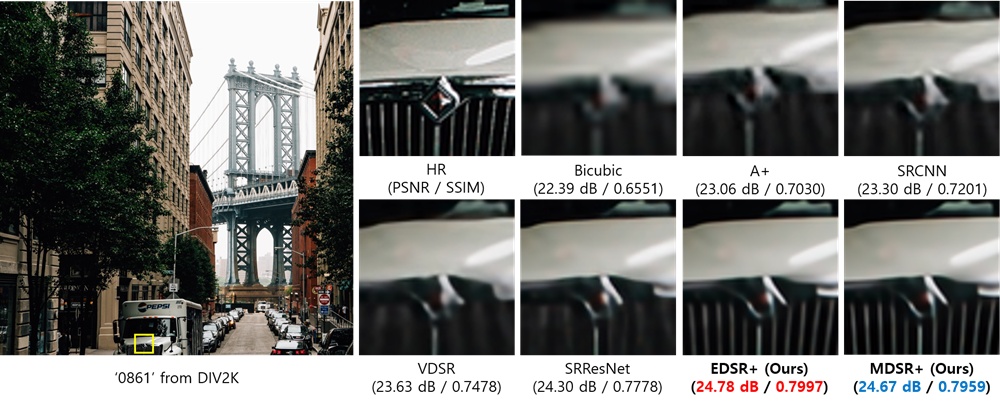 PEPSI
'0861' from DIV2K
HR
(PSNR / SSIM)
Bicubic
(22.39 dB / 0.6551)
A+
(23.06 dB / 0.7030)
SRCNN
(23.30 dB / 0.7201)
VDSR
(23.63 dB / 0.7478)
SRResNet
(24.30 dB / 0.7778)
EDSR+ (Ours)
(24.78 dB / 0.7997)
MDSR+ (Ours)
(24.67 dB / 0.7959)